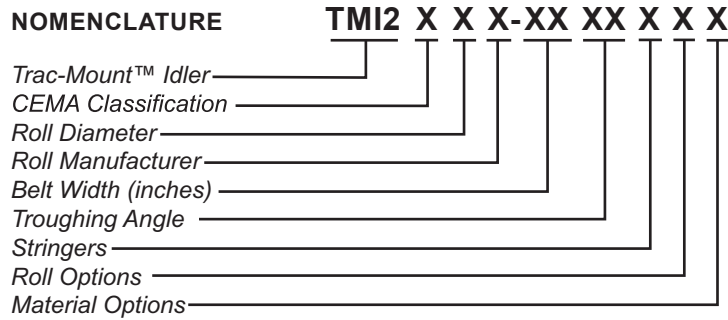 NOMENCLATURE TMI2 X X X-XX XX X X X
Trac-Mount™ Idler
CEMA Classification
Roll Diameter
Roll Manufacturer
Belt Width (inches)
Troughing Angle
Stringers
Roll Options
Material Options